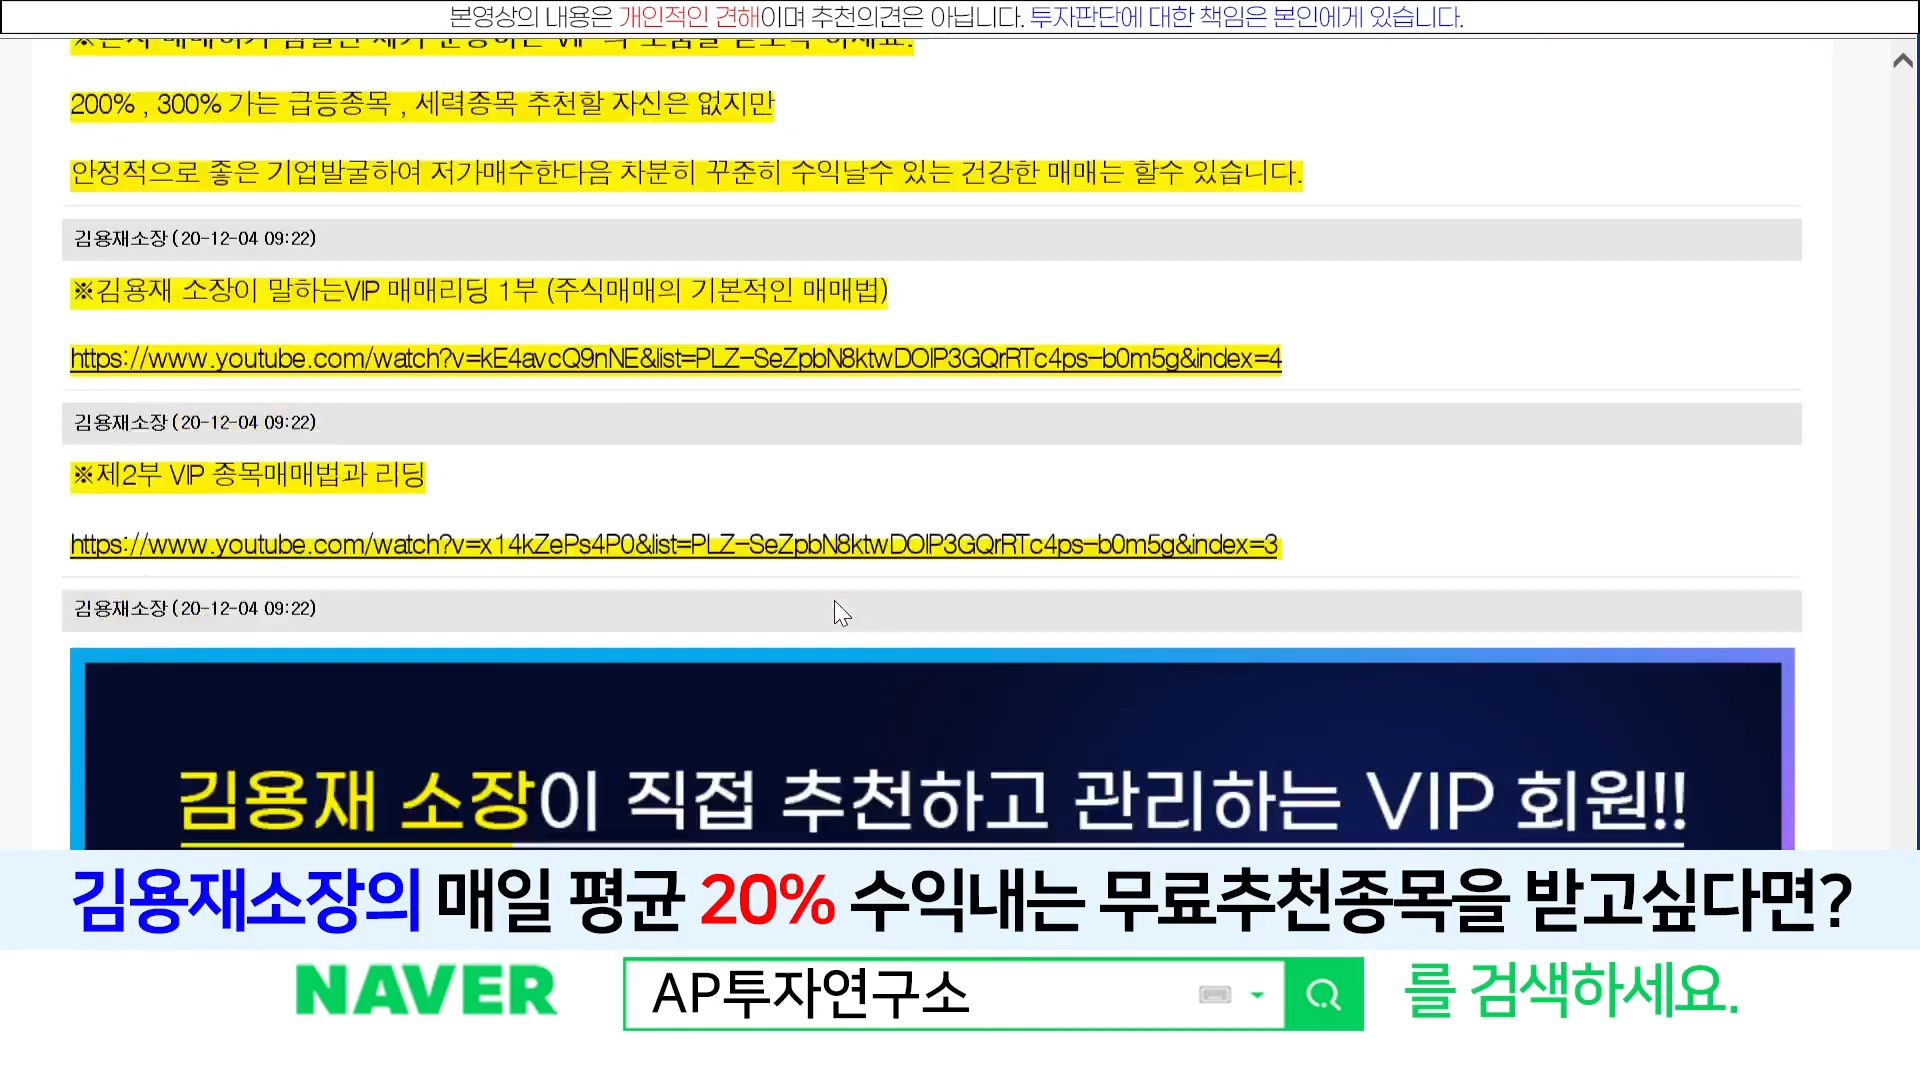 본영상의 내용은 개인적인 견해이며 추천의견은 아닙니다. 투자판단에 대한 책임은 본인에게 있습니다.
200% , 300% 가는 급등종목 , 세력종목 추천할 자신은 없지만
안정적으로 좋은 기업발굴하여 저가매수한다음 차분히 꾸준히 수익날수 있는 건강한 매매는 할수 있습니다.
김용재소장 (20-12-04 09:22)
※김용재 소장이 말하는VIP 매매리딩 1부 (주식매매의 기본적인 매매법)
https://www.youtube.com/watch?v=kE4avcQ9nNE&list=PLZ-SeZpbN8ktwDOlP3GQrRTc4ps-b0m5g&index=4
김용재소장 (20-12-04 09:22)
※제2부 VIP 종목매매법과 리딩
https://www.youtube.com/watch?v=x14kZePs4P0&list=PLZ-SeZpbN8ktwDOlP3GQrRTc4ps-b0m5g&index=3
김용재소장 (20-12-04 09:22)
김용재 소장이 직접 추천하고 관리하는 VIP 회원!!
김용재소장의 매일 평균 20% 수익내는 무료추천종목을 받고싶다면?
NAVER AP투자연구소 를 검색하세요.